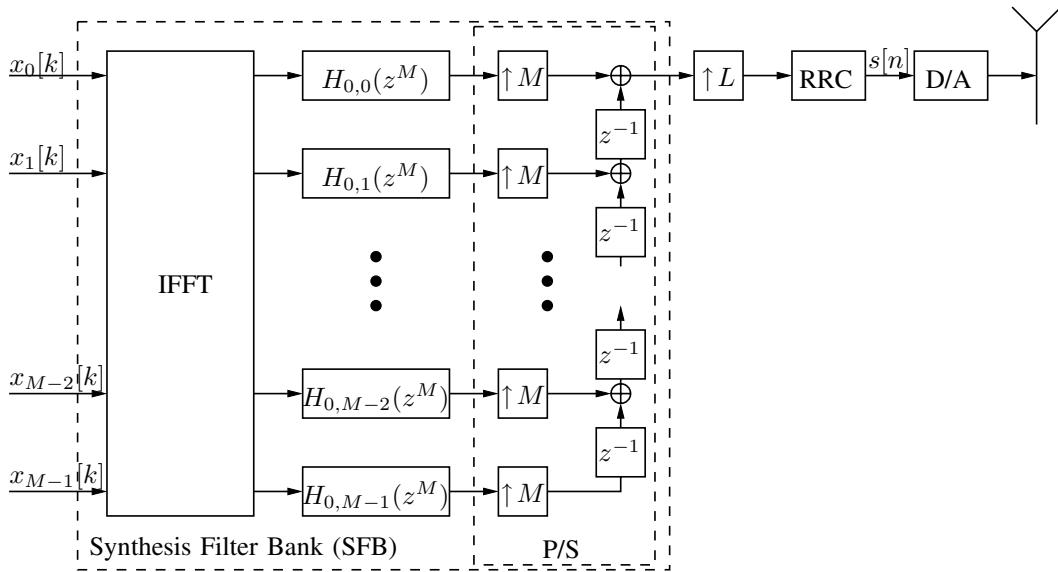 x_0[k]
H_{0,0}(z^M)
↑M
↑L
RRC
s[n]
D/A
z^{-1}
x_1[k]
H_{0,1}(z^M)
↑M
z^{-1}
IFFT
z^{-1}
x_{M-2}[k]
H_{0,M-2}(z^M)
↑M
z^{-1}
x_{M-1}[k]
H_{0,M-1}(z^M)
↑M
Synthesis Filter Bank (SFB)
P/S